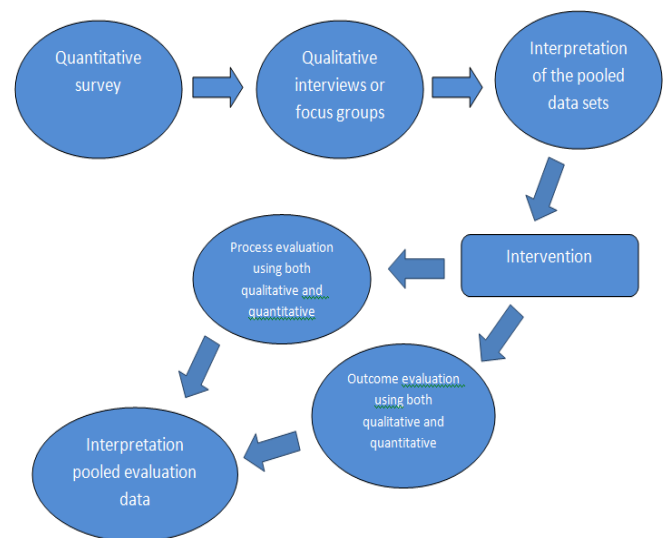 Quantitative
survey
Qualitative
interviews or
focus groups
Interpretation
of the pooled
data sets
Intervention
Process evaluation
using both
qualitative and
quantitative
Outcome evaluation
using both
qualitative and
quantitative
Interpretation
pooled evaluation
data